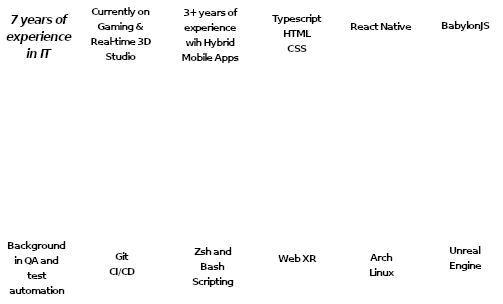 7 years of
experience
in IT
Currently on
Gaming &
Real-time 3D
Studio
3+ years of
experience
wih Hybrid
Mobile Apps
Typescript
HTML
CSS
React Native
BabylonJS
Background
in QA and
test
automation
Git
CI/CD
Zsh and
Bash
Scripting
Web XR
Arch
Linux
Unreal
Engine